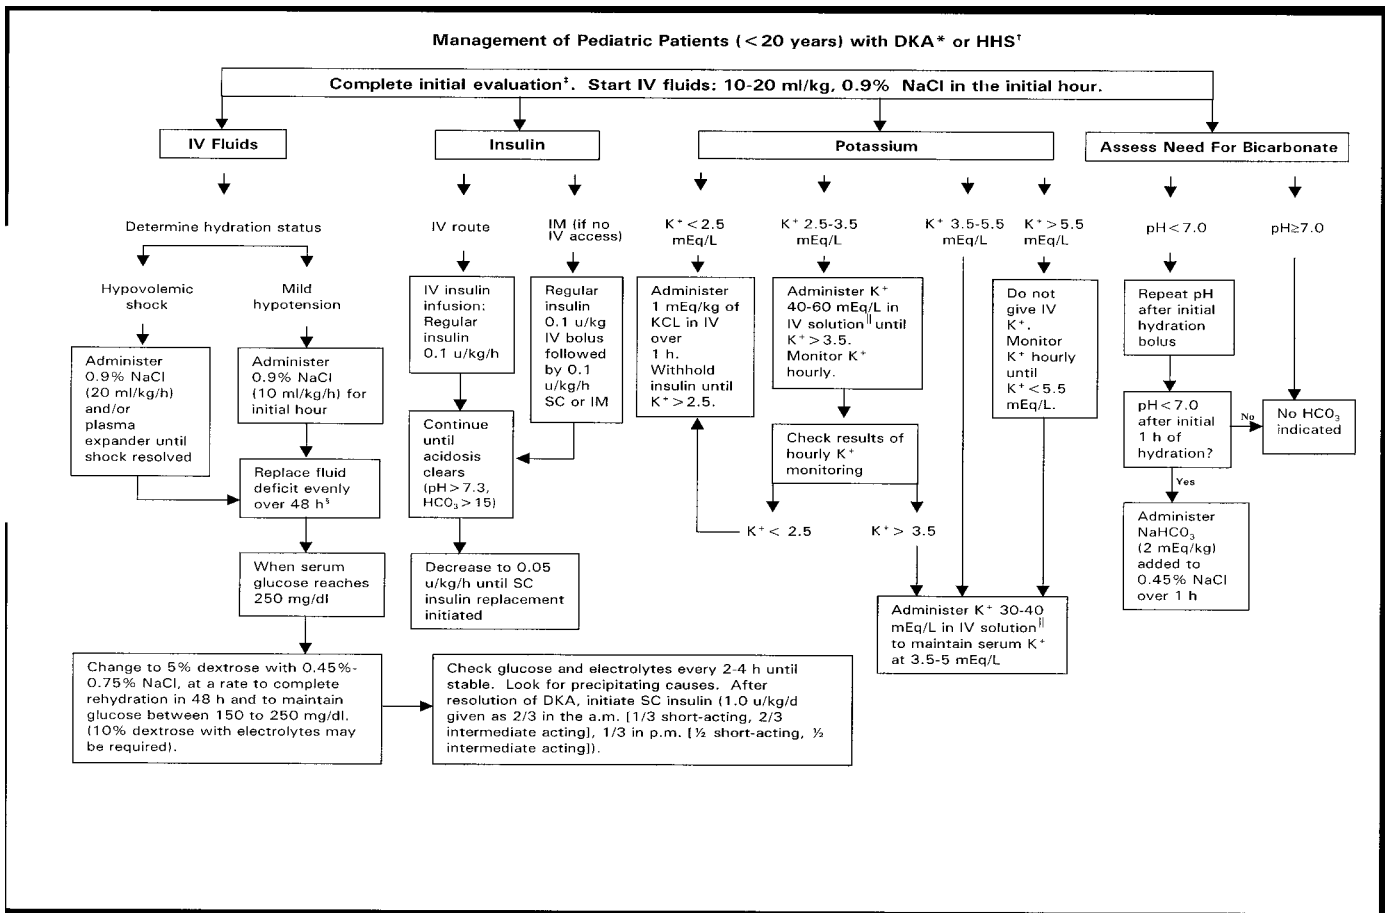 Management of Pediatric Patients (<20 years) with DKA* or HHS†
Complete initial evaluation‡. Start IV fluids: 10-20 ml/kg, 0.9% NaCl in the initial hour.
IV Fluids
Insulin
Potassium
Assess Need For Bicarbonate
Determine hydration status
Hypovolemic
shock
Mild
hypotension
Administer
0.9% NaCl
(20 ml/kg/h)
and/or
plasma
expander until
shock resolved
Administer
0.9% NaCl
(10 ml/kg/h) for
initial hour
Replace fluid
deficit evenly
over 48 h§
When serum
glucose reaches
250 mg/dl
Change to 5% dextrose with 0.45%-
0.75% NaCl, at a rate to complete
rehydration in 48 h and to maintain
glucose between 150 to 250 mg/dl.
(10% dextrose with electrolytes may
be required).
IV route
IM (if no
IV access)
IV insulin
infusion:
Regular
insulin
0.1 u/kg/h
Regular
insulin
0.1 u/kg
IV bolus
followed
by 0.1
u/kg/h
SC or IM
Continue
until
acidosis
clears
(pH>7.3,
HCO₃>15)
Decrease to 0.05
u/kg/h until SC
insulin replacement
initiated
Check glucose and electrolytes every 2-4 h until
stable. Look for precipitating causes. After
resolution of DKA, initiate SC insulin (1.0 u/kg/d
given as 2/3 in the a.m. [1/3 short-acting, 2/3
intermediate acting], 1/3 in p.m. [½ short-acting, ½
intermediate acting]).
K⁺<2.5
mEq/L
K⁺ 2.5-3.5
mEq/L
K⁺ 3.5-5.5
mEq/L
K⁺>5.5
mEq/L
Administer
1 mEq/kg of
KCL in IV
over
1 h.
Withhold
insulin until
K⁺>2.5.
Administer K⁺
40-60 mEq/L in
IV solution|| until
K⁺>3.5.
Monitor K⁺
hourly.
Do not
give IV
K⁺.
Monitor
K⁺ hourly
until
K⁺<5.5
mEq/L.
Check results of
hourly K⁺
monitoring
K⁺< 2.5
K⁺> 3.5
Administer K⁺ 30-40
mEq/L in IV solution||
to maintain serum K⁺
at 3.5-5 mEq/L
pH<7.0
pH≥7.0
Repeat pH
after initial
hydration
bolus
pH<7.0
after initial
1 h of
hydration?
No
No HCO₃
indicated
Yes
Administer
NaHCO₃
(2 mEq/kg)
added to
0.45% NaCl
over 1 h